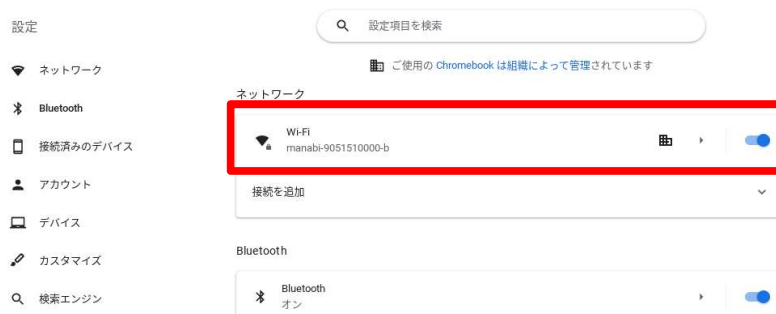 設定
設定項目を検索
ご使用の Chromebook は組織によって管理されています
ネットワーク
Bluetooth
接続済みのデバイス
アカウント
デバイス
カスタマイズ
検索エンジン
ネットワーク
Wi-Fi
manabi-9051510000-b
接続を追加
Bluetooth
Bluetooth
オン